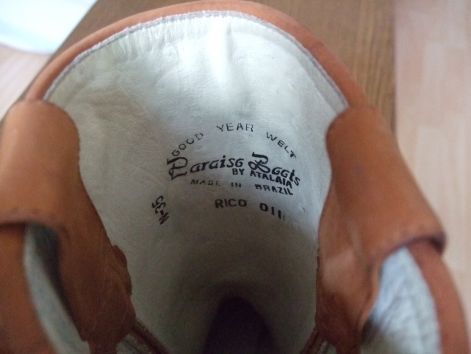 GOOD YEAR WELT
Paraiso Boots
BY ATALAIA
MADE IN BRAZIL
RICO 011